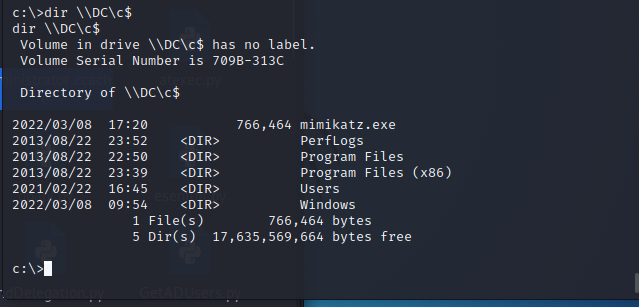 c:\>dir \\DC\c$
dir \\DC\c$
 Volume in drive \\DC\c$ has no label.
 Volume Serial Number is 709B-313C

 Directory of \\DC\c$

2022/03/08  17:20           766,464 mimikatz.exe
2013/08/22  23:52    <DIR>          PerfLogs
2013/08/22  22:50    <DIR>          Program Files
2013/08/22  23:39    <DIR>          Program Files (x86)
2021/02/22  16:45    <DIR>          Users
2022/03/08  09:54    <DIR>          Windows
               1 File(s)        766,464 bytes
               5 Dir(s)  17,635,569,664 bytes free

c:\>
GetADUsers.py